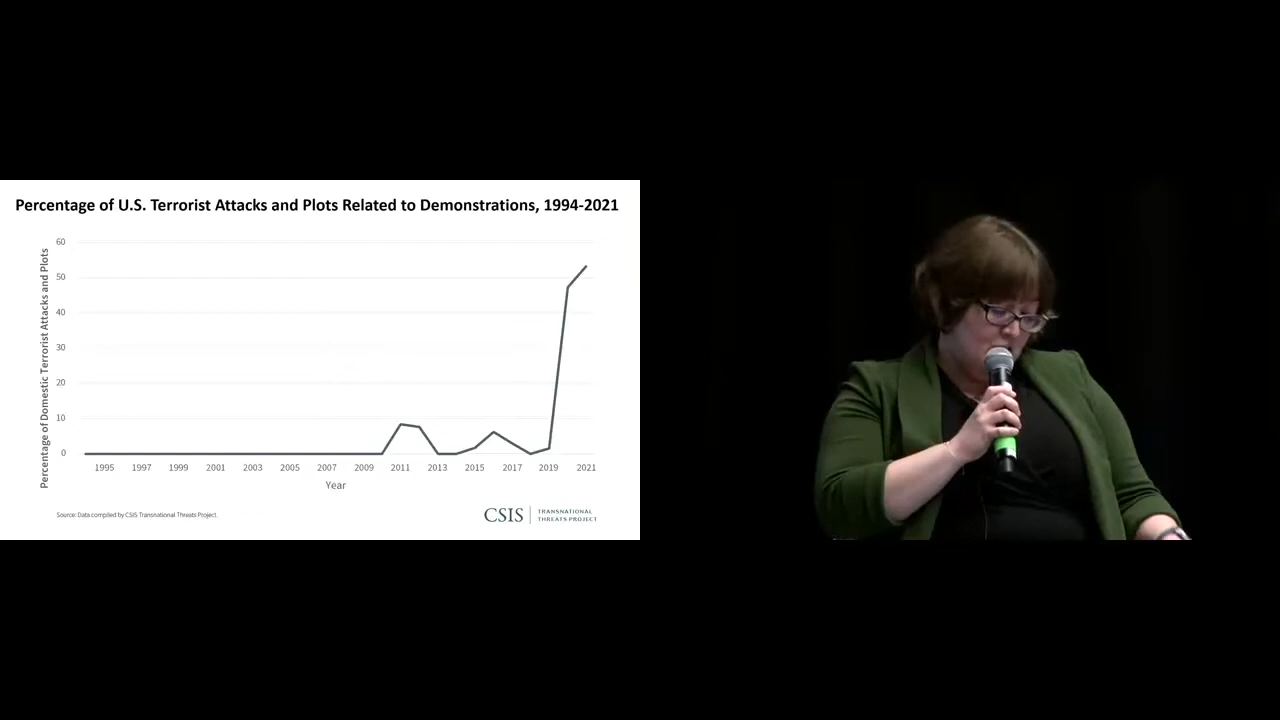 Percentage of U.S. Terrorist Attacks and Plots Related to Demonstrations, 1994-2021
Percentage of Domestic Terrorist Attacks and Plots
60
50
40
30
20
10
0
1995 1997 1999 2001 2003 2005 2007 2009 2011 2013 2015 2017 2019 2021
Year
Source: Data compiled by CSIS Transnational Threats Project.
CSIS
TRANSNATIONAL
THREATS PROJECT